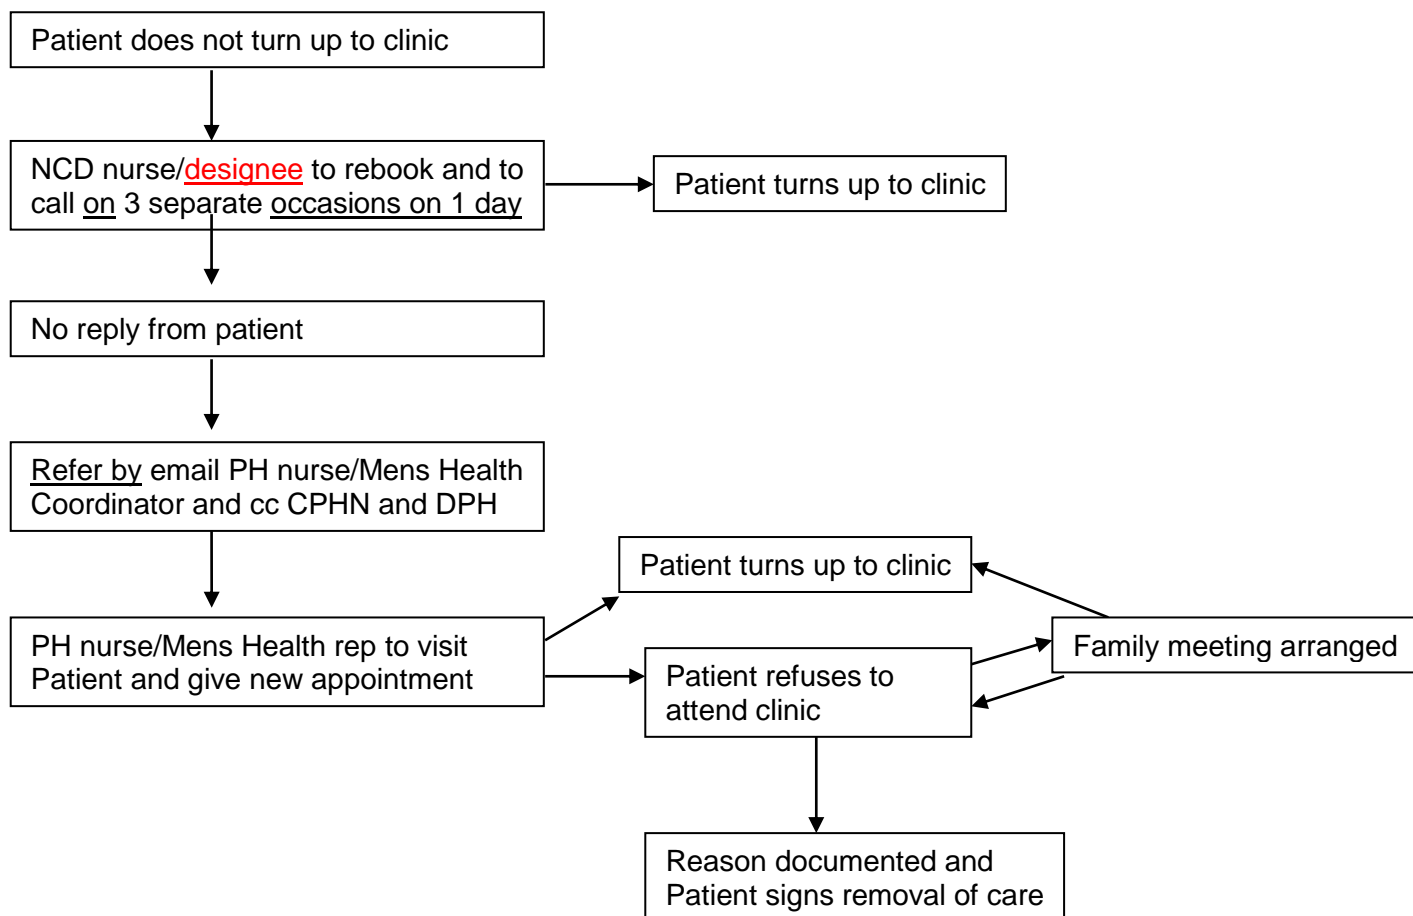 Patient does not turn up to clinic
NCD nurse/designee to rebook and to
call on 3 separate occasions on 1 day
Patient turns up to clinic
No reply from patient
Refer by email PH nurse/Mens Health
Coordinator and cc CPHN and DPH
Patient turns up to clinic
PH nurse/Mens Health rep to visit
Patient and give new appointment
Family meeting arranged
Patient refuses to
attend clinic
Reason documented and
Patient signs removal of care